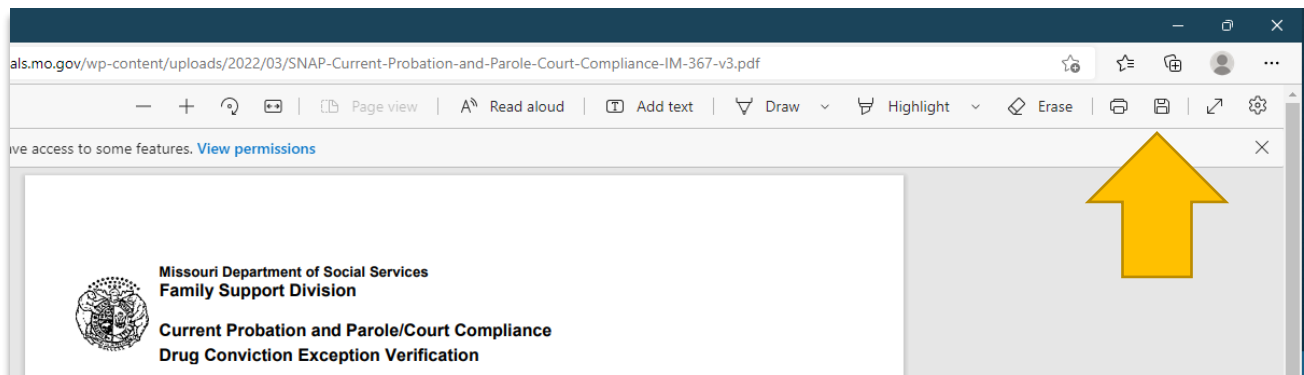 als.mo.gov/wp-content/uploads/2022/03/SNAP-Current-Probation-and-Parole-Court-Compliance-IM-367-v3.pdf
Page view Read aloud Add text Draw Highlight Erase
ve access to some features. View permissions
Missouri Department of Social Services
Family Support Division
Current Probation and Parole/Court Compliance
Drug Conviction Exception Verification